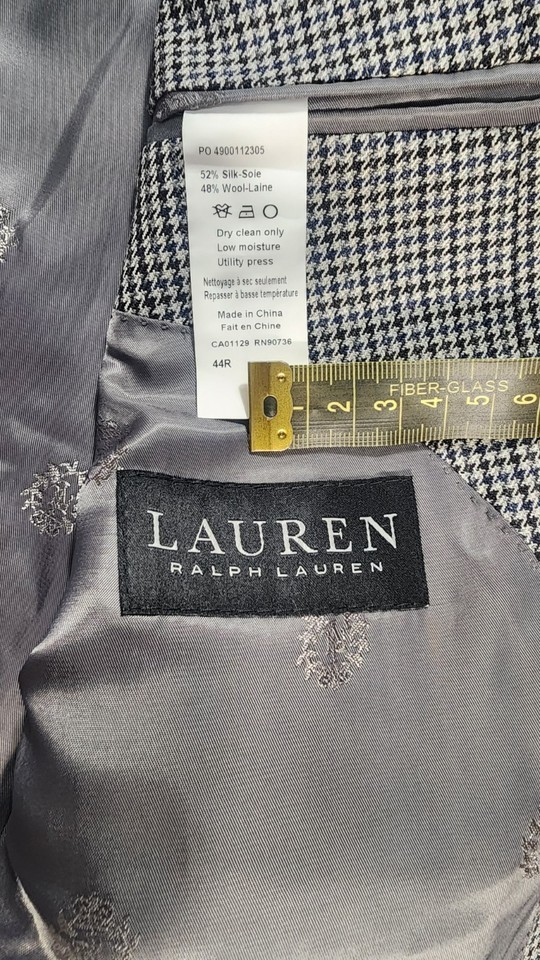 PO 4900112305
52% Silk-Soie
48% Wool-Laine
Dry clean only
Low moisture
Utility press
Nettoyage à sec seulement
Repasser à basse température
Made in China
Fait en Chine
CA01129 RN90736
44R
FIBER-GLASS
1 2 3 4 5 6
LAUREN
RALPH LAUREN